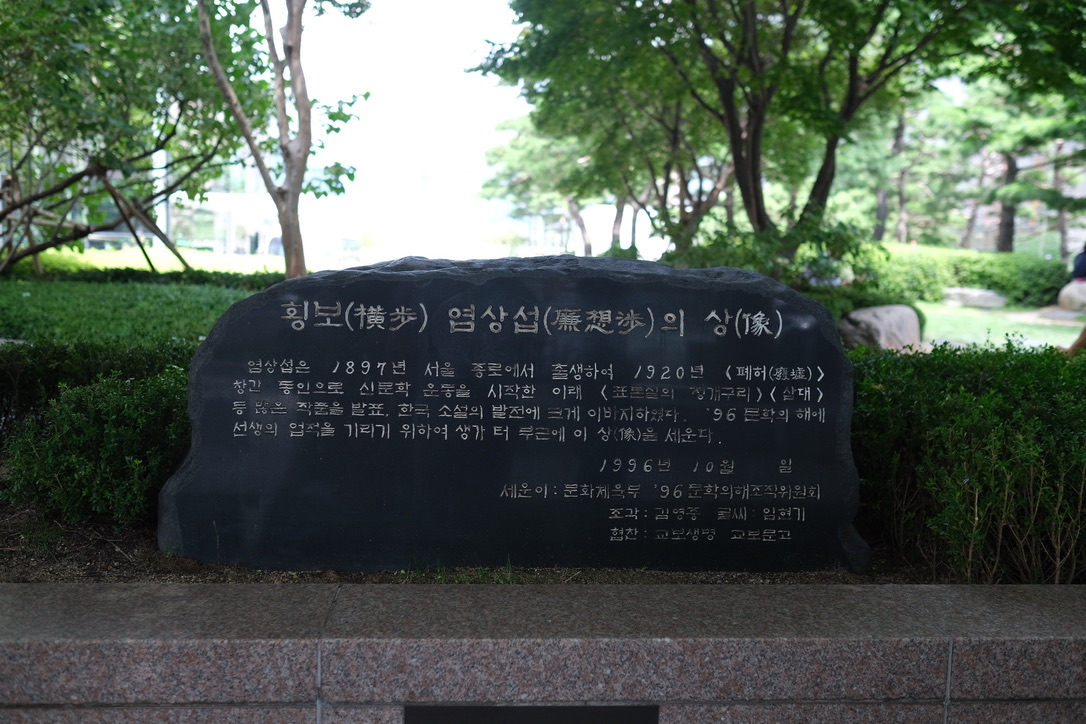 횡보(橫步) 염상섭(廉想涉)의 상(像)
염상섭은 1897년 서울 종로에서 출생하여 1920년 〈폐허(廢墟)〉
창간 동인으로 신문학 운동을 시작한 이래 〈표본실의 청개구리〉〈삼대〉
등 많은 작품을 발표, 한국 소설의 발전에 크게 이바지하였다. '96 문학의 해에
선생의 업적을 기리기 위하여 생가 터 부근에 이 상(像)을 세운다.
1996년 10월 일
세운이 : 문화체육부 '96 문학의해조직위원회
조각 : 김영중 글씨 : 임현기
협찬 : 교보생명 교보문고